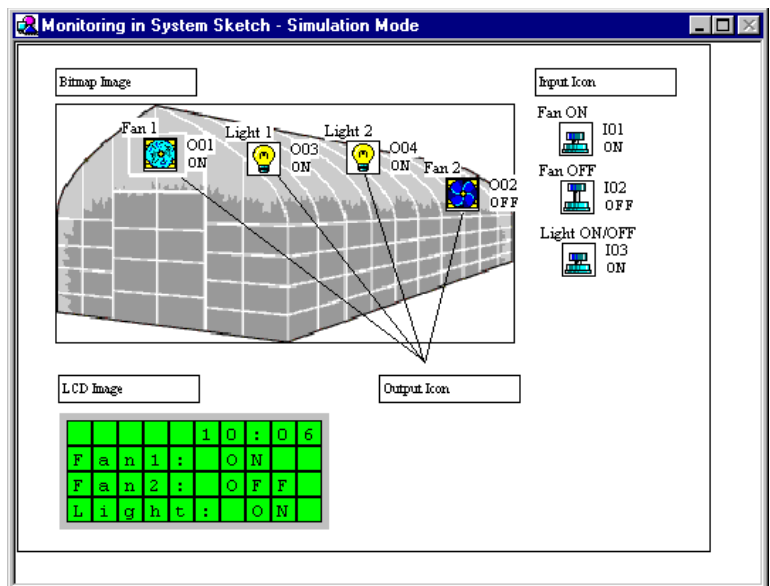 Monitoring in System Sketch - Simulation Mode
Bitmap Image
Input Icon
Fan 1
O01
ON
Light 1
O03
ON
Light 2
O04
ON
Fan 2
O02
OFF
Fan ON
I01
ON
Fan OFF
I02
OFF
Light ON/OFF
I03
ON
LCD Image
Output Icon
10:06
Fan1: ON
Fan2: OFF
Light: ON